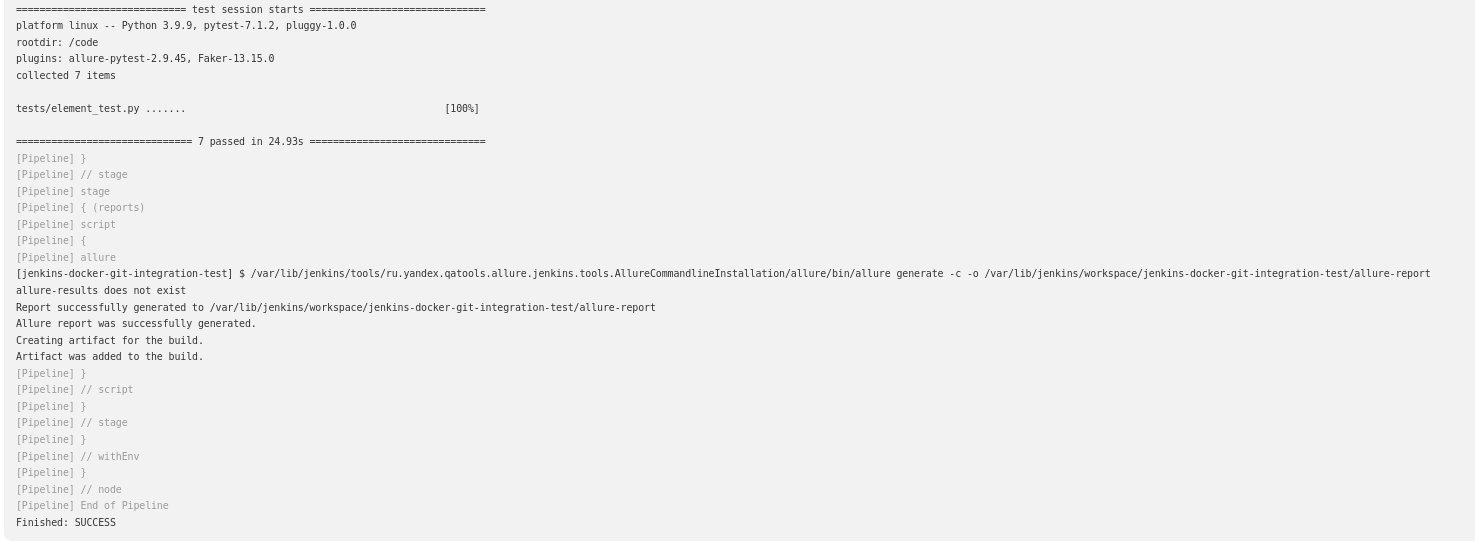 ============================= test session starts ==============================
platform linux -- Python 3.9.9, pytest-7.1.2, pluggy-1.0.0
rootdir: /code
plugins: allure-pytest-2.9.45, Faker-13.15.0
collected 7 items
tests/element_test.py ....... [100%]
============================== 7 passed in 24.93s ==============================
[Pipeline] }
[Pipeline] // stage
[Pipeline] stage
[Pipeline] { (reports)
[Pipeline] script
[Pipeline] {
[Pipeline] allure
[jenkins-docker-git-integration-test] $ /var/lib/jenkins/tools/ru.yandex.qatools.allure.jenkins.tools.AllureCommandlineInstallation/allure/bin/allure generate -c -o /var/lib/jenkins/workspace/jenkins-docker-git-integration-test/allure-report
allure-results does not exist
Report successfully generated to /var/lib/jenkins/workspace/jenkins-docker-git-integration-test/allure-report
Allure report was successfully generated.
Creating artifact for the build.
Artifact was added to the build.
[Pipeline] }
[Pipeline] // script
[Pipeline] }
[Pipeline] // stage
[Pipeline] }
[Pipeline] // withEnv
[Pipeline] }
[Pipeline] // node
[Pipeline] End of Pipeline
Finished: SUCCESS